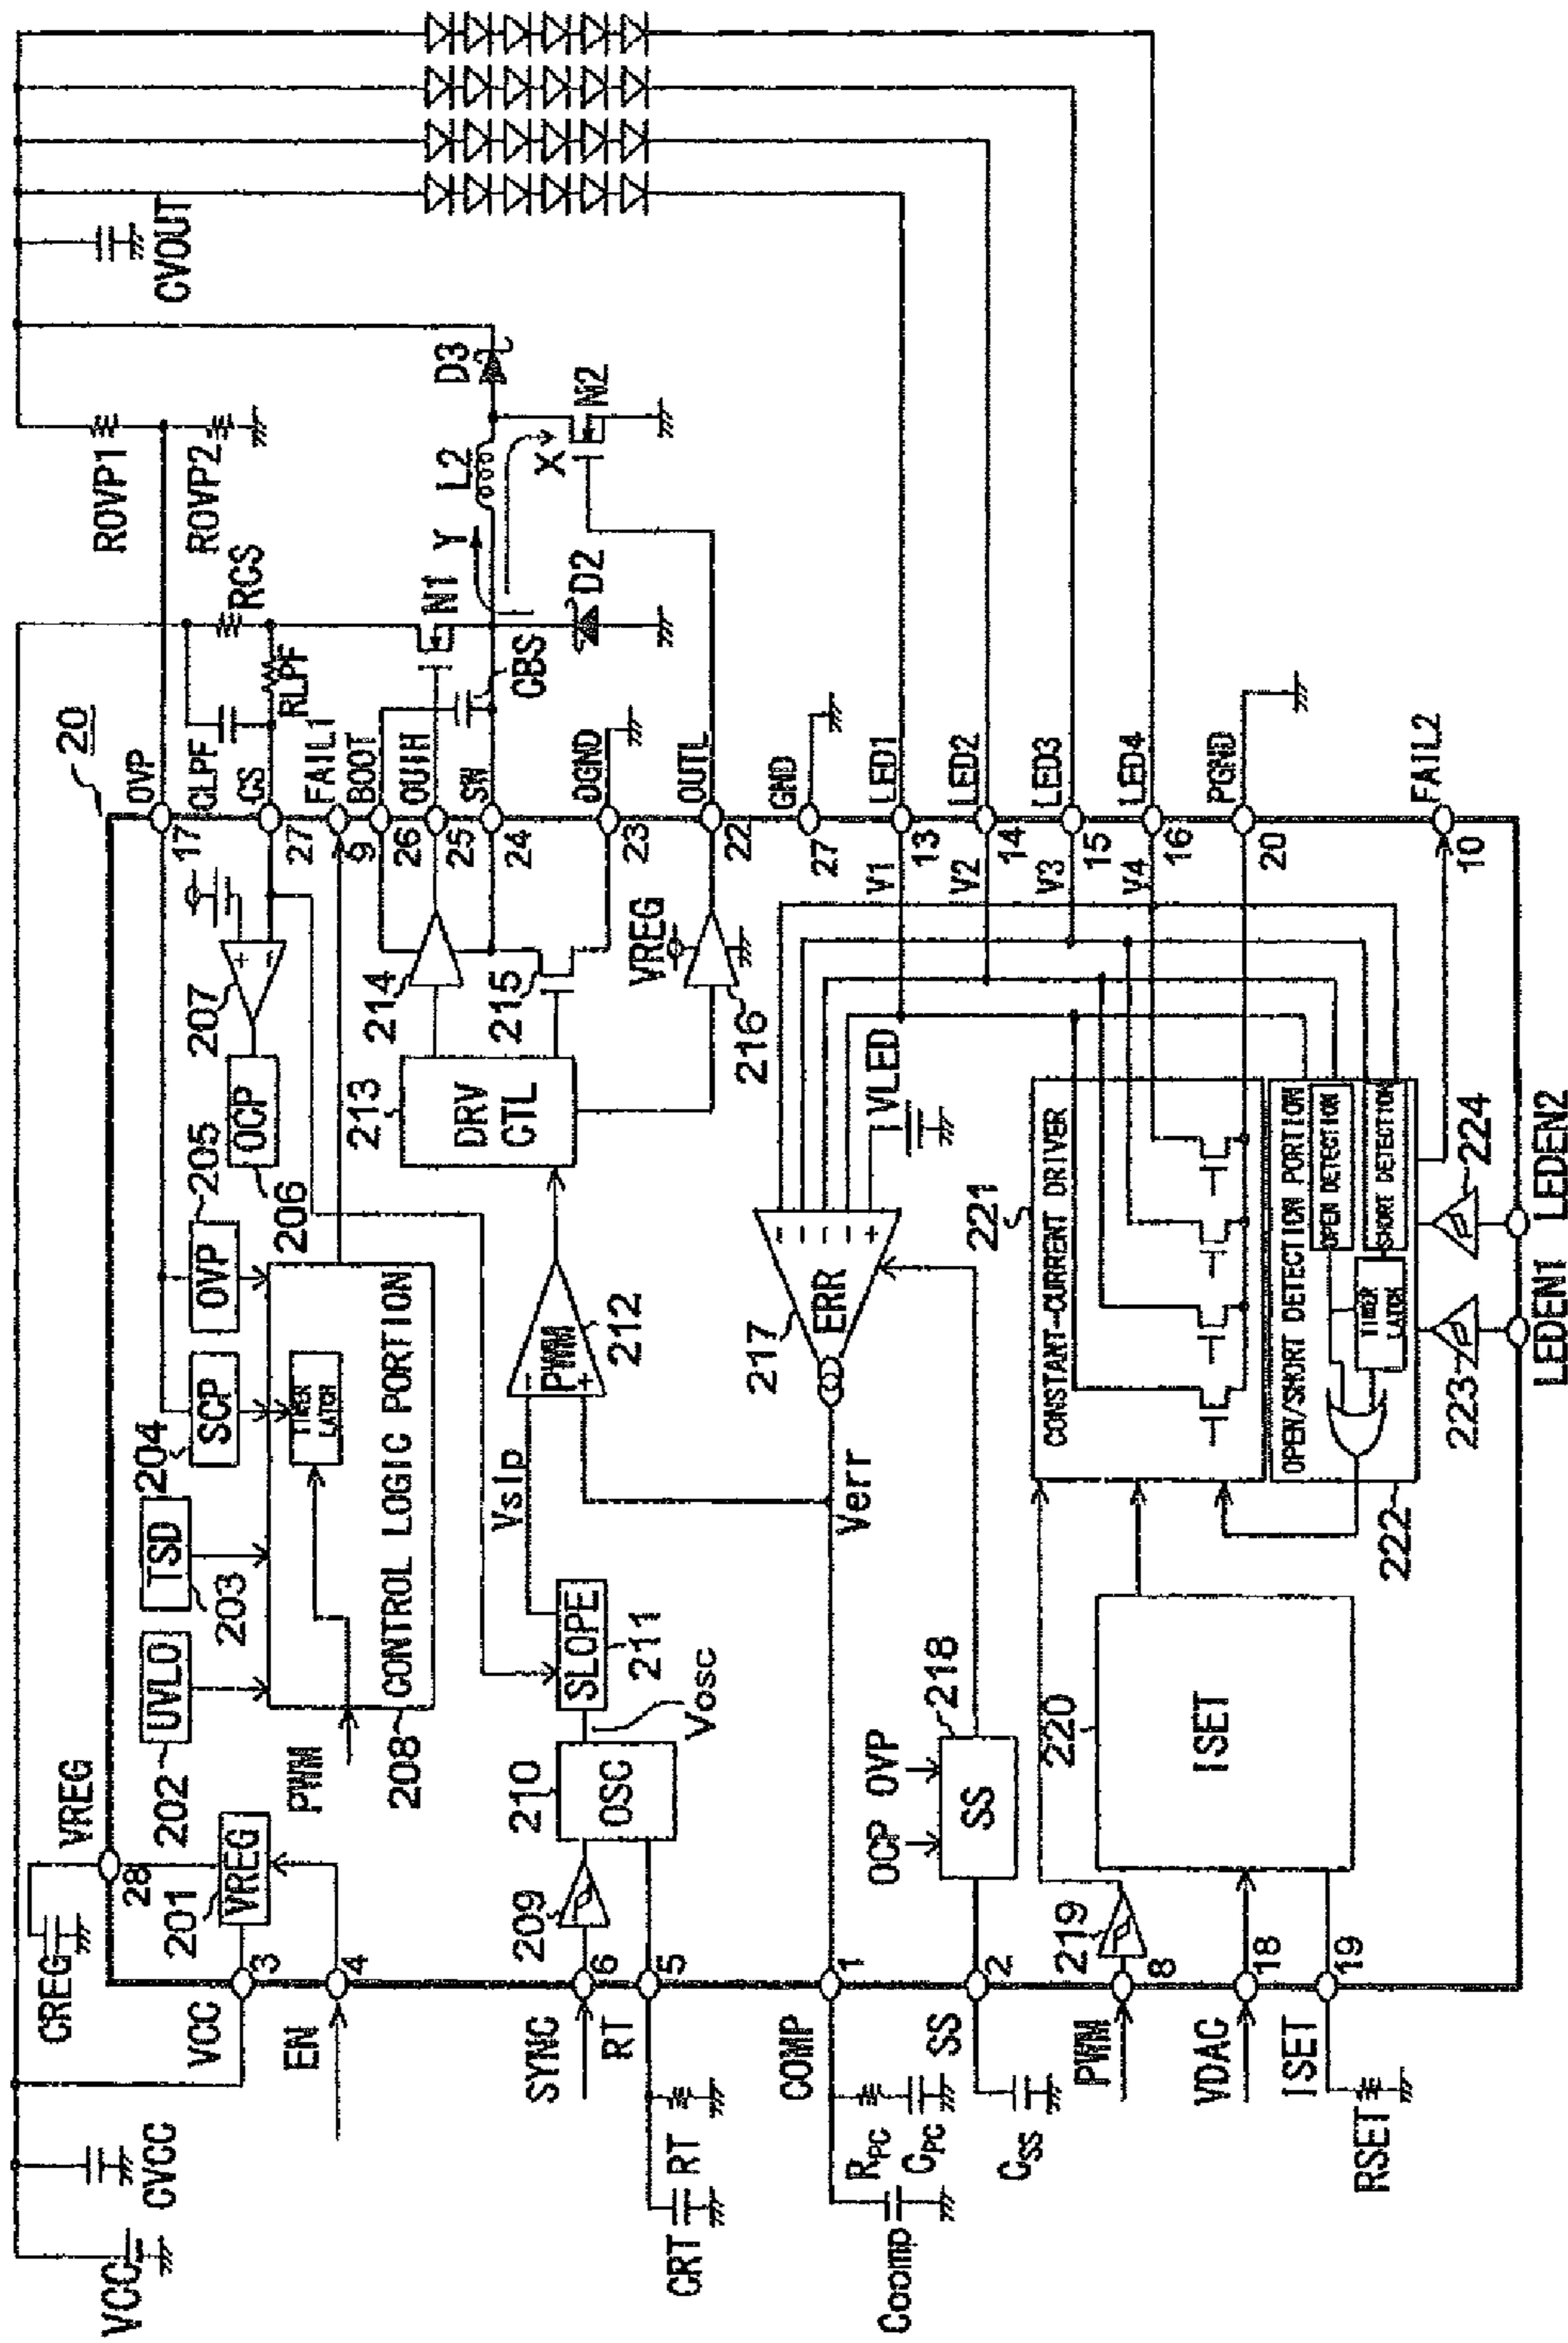 20
VCC
CVCC
CREG
VREG
28
VCC
3
201
VREG
EN
4
202
UVLO
203
TSD
204
SCP
205
OVP
206
OCP
207
17
OVP
CLPF
CS
27
FAIL1
9
BOOT
26
OUTH
25
SW
24
DGND
23
OUTL
22
GND
27
LED1
13
LED2
14
LED3
15
LED4
16
PGND
20
FAIL2
10
ROVP1
ROVP2
RCS
RLPF
N1
Y
L2
D3
CVOUT
X
N2
D2
CBS
PWM
208
TIMER
LATCH
CONTROL LOGIC PORTION
SYNC
6
209
RT
5
CRT
RT
210
OSC
Vosc
SLOPE
211
Vslp
PWM
212
-
+
213
DRV
CTL
214
215
VREG
216
COMP
1
Verr
217
ERR
VLED
V1
V2
V3
V4
RPC
CPC
Ccomp
SS
2
CSS
OCP OVP
SS
218
PWM
8
219
VDAC
18
ISET
19
RSET
220
ISET
221
CONSTANT-CURRENT DRIVER
OPEN/SHORT DETECTION PORTION
OPEN DETECTION
SHORT DETECTION
TIMER
LATCH
222
223
224
LEDEN1 LEDEN2